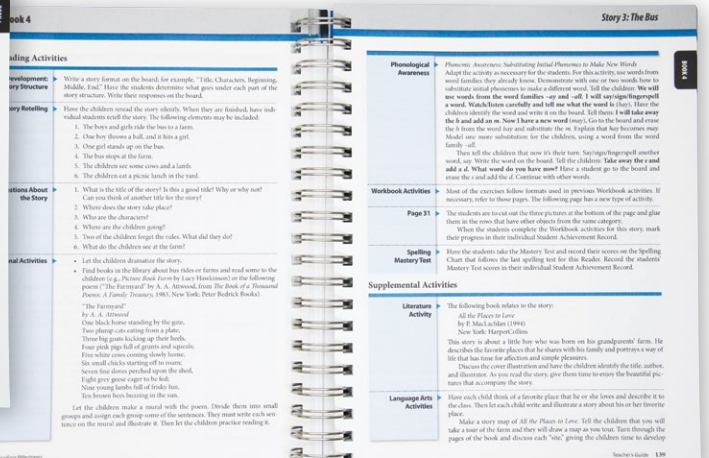 ook 4
ading Activities
evelopment:
ory Structure
Write a story format on the board; for example, "Title, Characters, Beginning,
Middle, End." Have the students determine what goes under each part of the
story structure. Write their responses on the board.
ory Retelling
Have the children reread the story silently. When they are finished, have indi-
vidual students retell the story. The following elements may be included:
1. The boys and girls ride the bus to a farm.
2. One boy throws a ball, and it hits a girl.
3. One girl stands up on the bus.
4. The bus stops at the farm.
5. The children see some cows and a lamb.
6. The children eat a picnic lunch in the yard.
stions About
the Story
1. What is the title of the story? Is this a good title? Why or why not?
Can you think of another title for the story?
2. Where does the story take place?
3. Who are the characters?
4. Where are the children going?
5. Two of the children forget the rules. What did they do?
6. What do the children see at the farm?
nal Activities
• Let the children dramatize the story.
• Find books in the library about bus rides or farms and read some to the
children (e.g., Picture Book Farm by Lucy Hawkinson) or the following
poem ("The Farmyard" by A. A. Attwood, from The Book of a Thousand
Poems: A Family Treasury, 1983, New York: Peter Bedrick Books).
"The Farmyard"
by A. A. Attwood
One black horse standing by the gate,
Two plump cats eating from a plate;
Three big goats kicking up their heels,
Four pink pigs full of grunts and squeals;
Five white cows coming slowly home,
Six small chicks starting off to roam;
Seven fine doves perched upon the shed,
Eight grey geese eager to be fed;
Nine young lambs full of frisky fun,
Ten brown bees buzzing in the sun.
Let the children make a mural with the poem. Divide them into small
groups and assign each group some of the sentences. They must write each sen-
tence on the mural and illustrate it. Then let the children practice reading it.
Story 3: The Bus
BOOK 4
Phonological
Awareness
Phonemic Awareness: Substituting Initial Phonemes to Make New Words
Adapt the activity as necessary for the students. For this activity, use words from
word families they already know. Demonstrate with one or two words how to
substitute initial phonemes to make a different word. Tell the children: We will
use words from the word families -ay and -all. I will say/sign/fingerspell
a word. Watch/listen carefully and tell me what the word is (hay). Have the
children identify the word and write it on the board. Tell them: I will take away
the h and add an m. Now I have a new word (may). Go to the board and erase
the h from the word hay and substitute the m. Explain that hay becomes may.
Model one more substitution for the children, using a word from the word
family -all.
Then tell the children that now it's their turn. Say/sign/fingerspell another
word, say. Write the word on the board. Tell the children: Take away the s and
add a d. What word do you have now? Have a student go to the board and
erase the s and add the d. Continue with other words.
Workbook Activities
Most of the exercises follow formats used in previous Workbook activities. If
necessary, refer to those pages. The following page has a new type of activity.
Page 31
The students are to cut out the three pictures at the bottom of the page and glue
them in the rows that have other objects from the same category.
When the students complete the Workbook activities for this story, mark
their progress in their individual Student Achievement Record.
Spelling
Mastery Test
Have the students take the Mastery Test and record their scores on the Spelling
Chart that follows the last spelling test for this Reader. Record the students'
Mastery Test scores in their individual Student Achievement Record.
Supplemental Activities
Literature
Activity
The following book relates to the story:
All the Places to Love
by P. MacLachlan (1994)
New York: HarperCollins
This story is about a little boy who was born on his grandparents' farm. He
describes the favorite places that he shares with his family and portrays a way of
life that has time for affection and simple pleasures.
Discuss the cover illustration and have the children identify the title, author,
and illustrator. As you read the story, give them time to enjoy the beautiful pic-
tures that accompany the story.
Language Arts
Activities
Have each child think of a favorite place that he or she loves and describe it to
the class. Then let each child write and illustrate a story about his or her favorite
place.
Make a story map of All the Places to Love. Tell the children that you will
take a tour of the farm and they will draw a map as you tour. Turn through the
pages of the book and discuss each "site," giving the children time to develop
Teacher's Guide 139